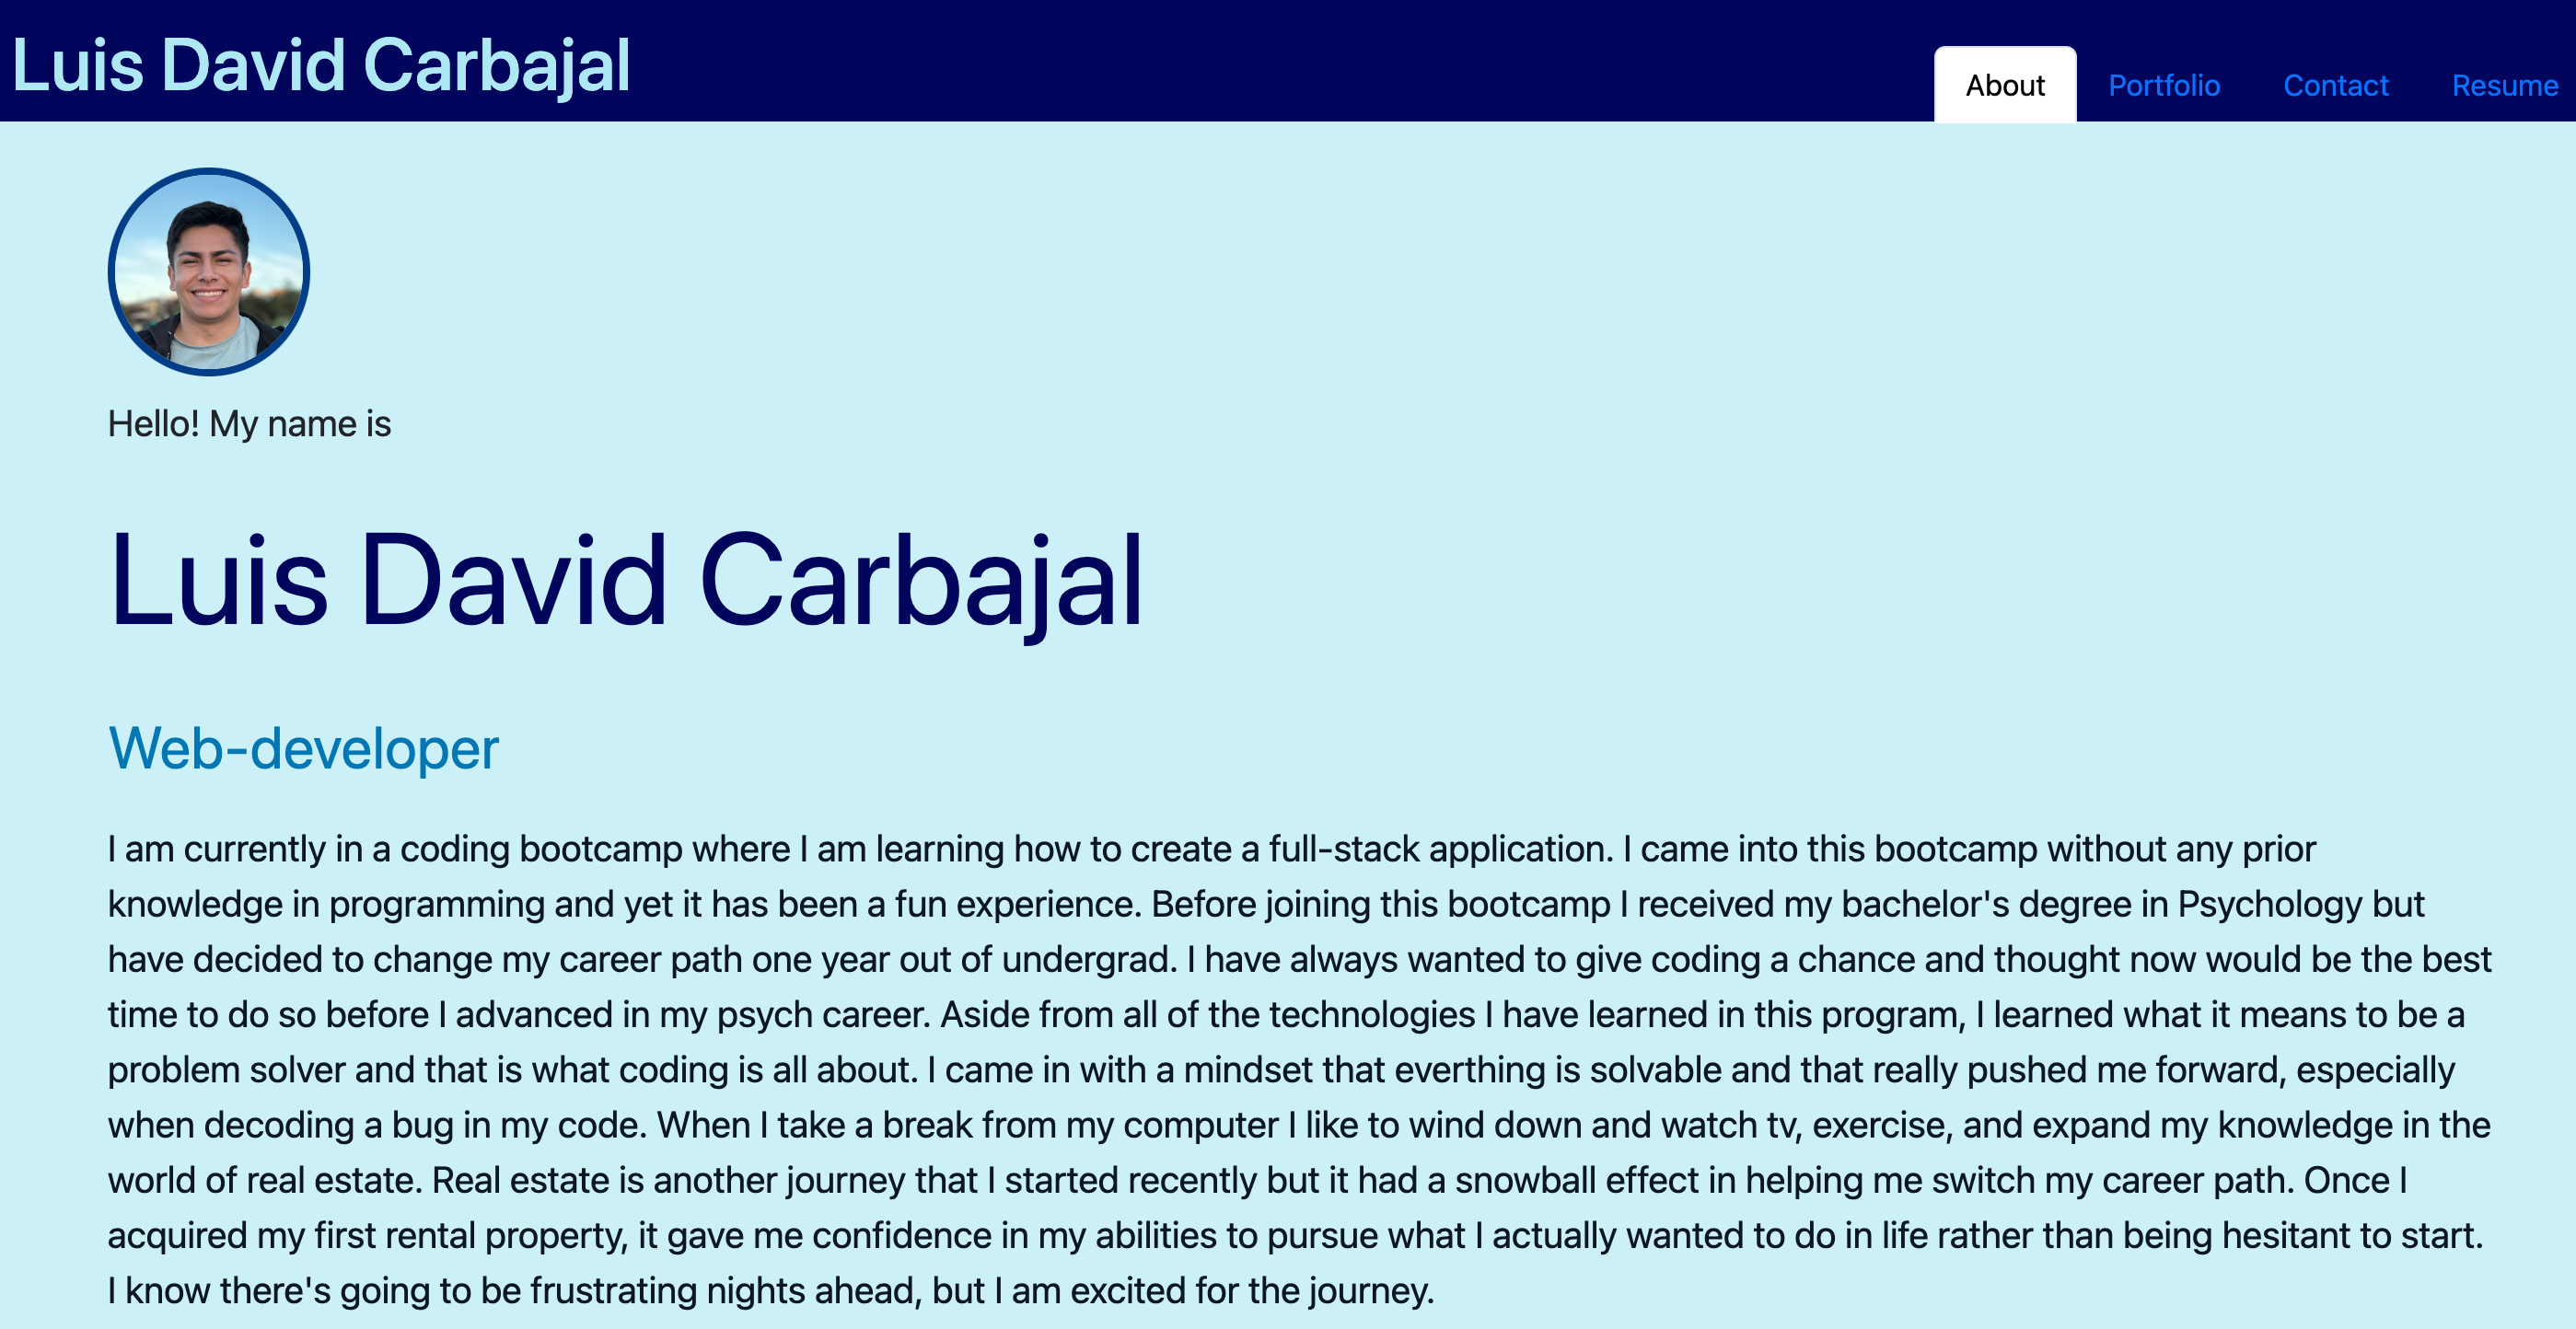 Luis David Carbajal
About Portfolio Contact Resume
Hello! My name is
Luis David Carbajal
Web-developer
I am currently in a coding bootcamp where I am learning how to create a full-stack application. I came into this bootcamp without any prior
knowledge in programming and yet it has been a fun experience. Before joining this bootcamp I received my bachelor's degree in Psychology but
have decided to change my career path one year out of undergrad. I have always wanted to give coding a chance and thought now would be the best
time to do so before I advanced in my psych career. Aside from all of the technologies I have learned in this program, I learned what it means to be a
problem solver and that is what coding is all about. I came in with a mindset that everthing is solvable and that really pushed me forward, especially
when decoding a bug in my code. When I take a break from my computer I like to wind down and watch tv, exercise, and expand my knowledge in the
world of real estate. Real estate is another journey that I started recently but it had a snowball effect in helping me switch my career path. Once I
acquired my first rental property, it gave me confidence in my abilities to pursue what I actually wanted to do in life rather than being hesitant to start.
I know there's going to be frustrating nights ahead, but I am excited for the journey.